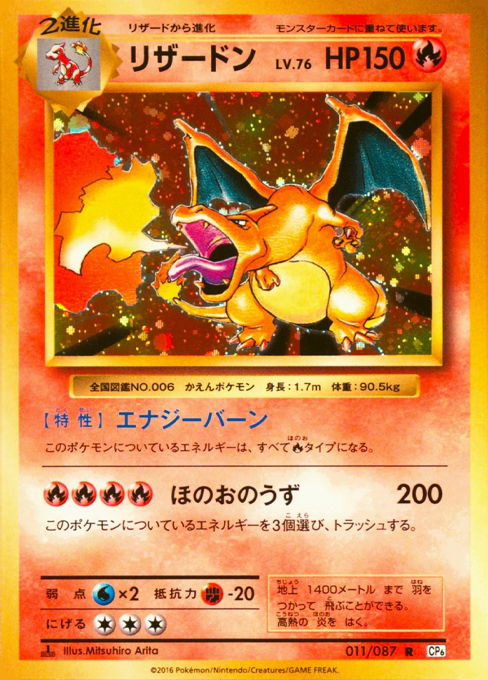 2進化
リザードから進化
モンスターカードに重ねて使います。
リザードン LV.76 HP150
全国図鑑NO.006 かえんポケモン 身長:1.7m 体重:90.5kg
【特性】エナジーバーン
このポケモンについているエネルギーは、すべてタイプになる。
ほのおのうず 200
このポケモンについているエネルギーを3個選び、トラッシュする。
弱点 ×2 抵抗力 -20
にげる
地上 1400メートル まで 羽を
つかって 飛ぶことができる。
高熱の 炎を はく。
Illus.Mitsuhiro Arita
011/087 R CP6
©2016 Pokémon/Nintendo/Creatures/GAME FREAK.